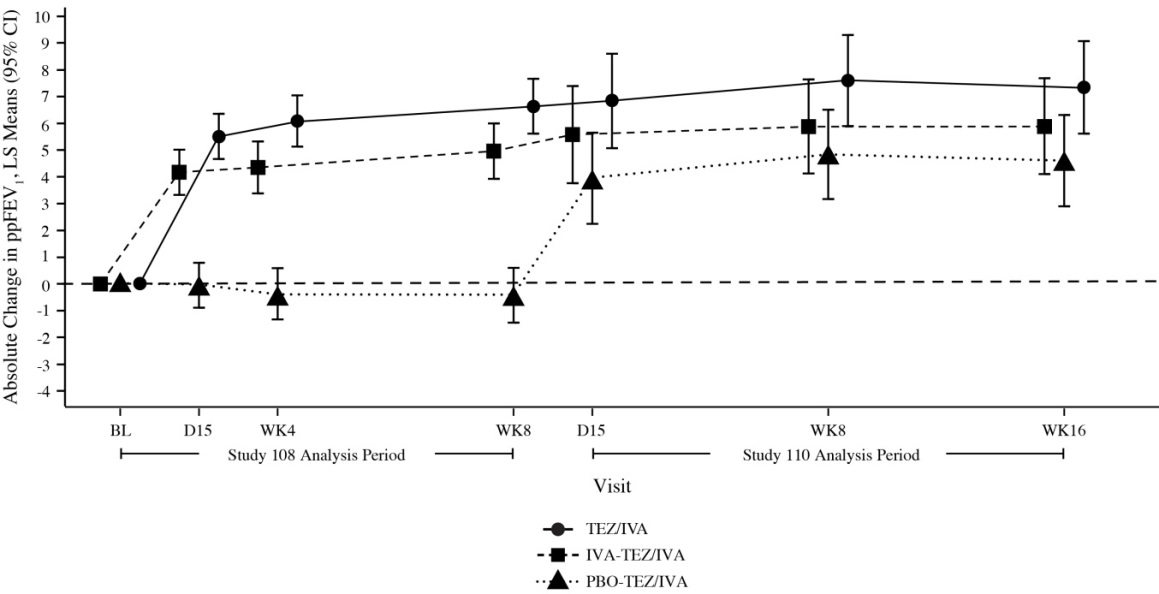 Absolute Change in ppFEV1, LS Means (95% CI)
10
9
8
7
6
5
4
3
2
1
0
-1
-2
-3
-4
BL D15 WK4 WK8 D15 WK8 WK16
Study 108 Analysis Period Study 110 Analysis Period
Visit
TEZ/IVA
IVA-TEZ/IVA
PBO-TEZ/IVA